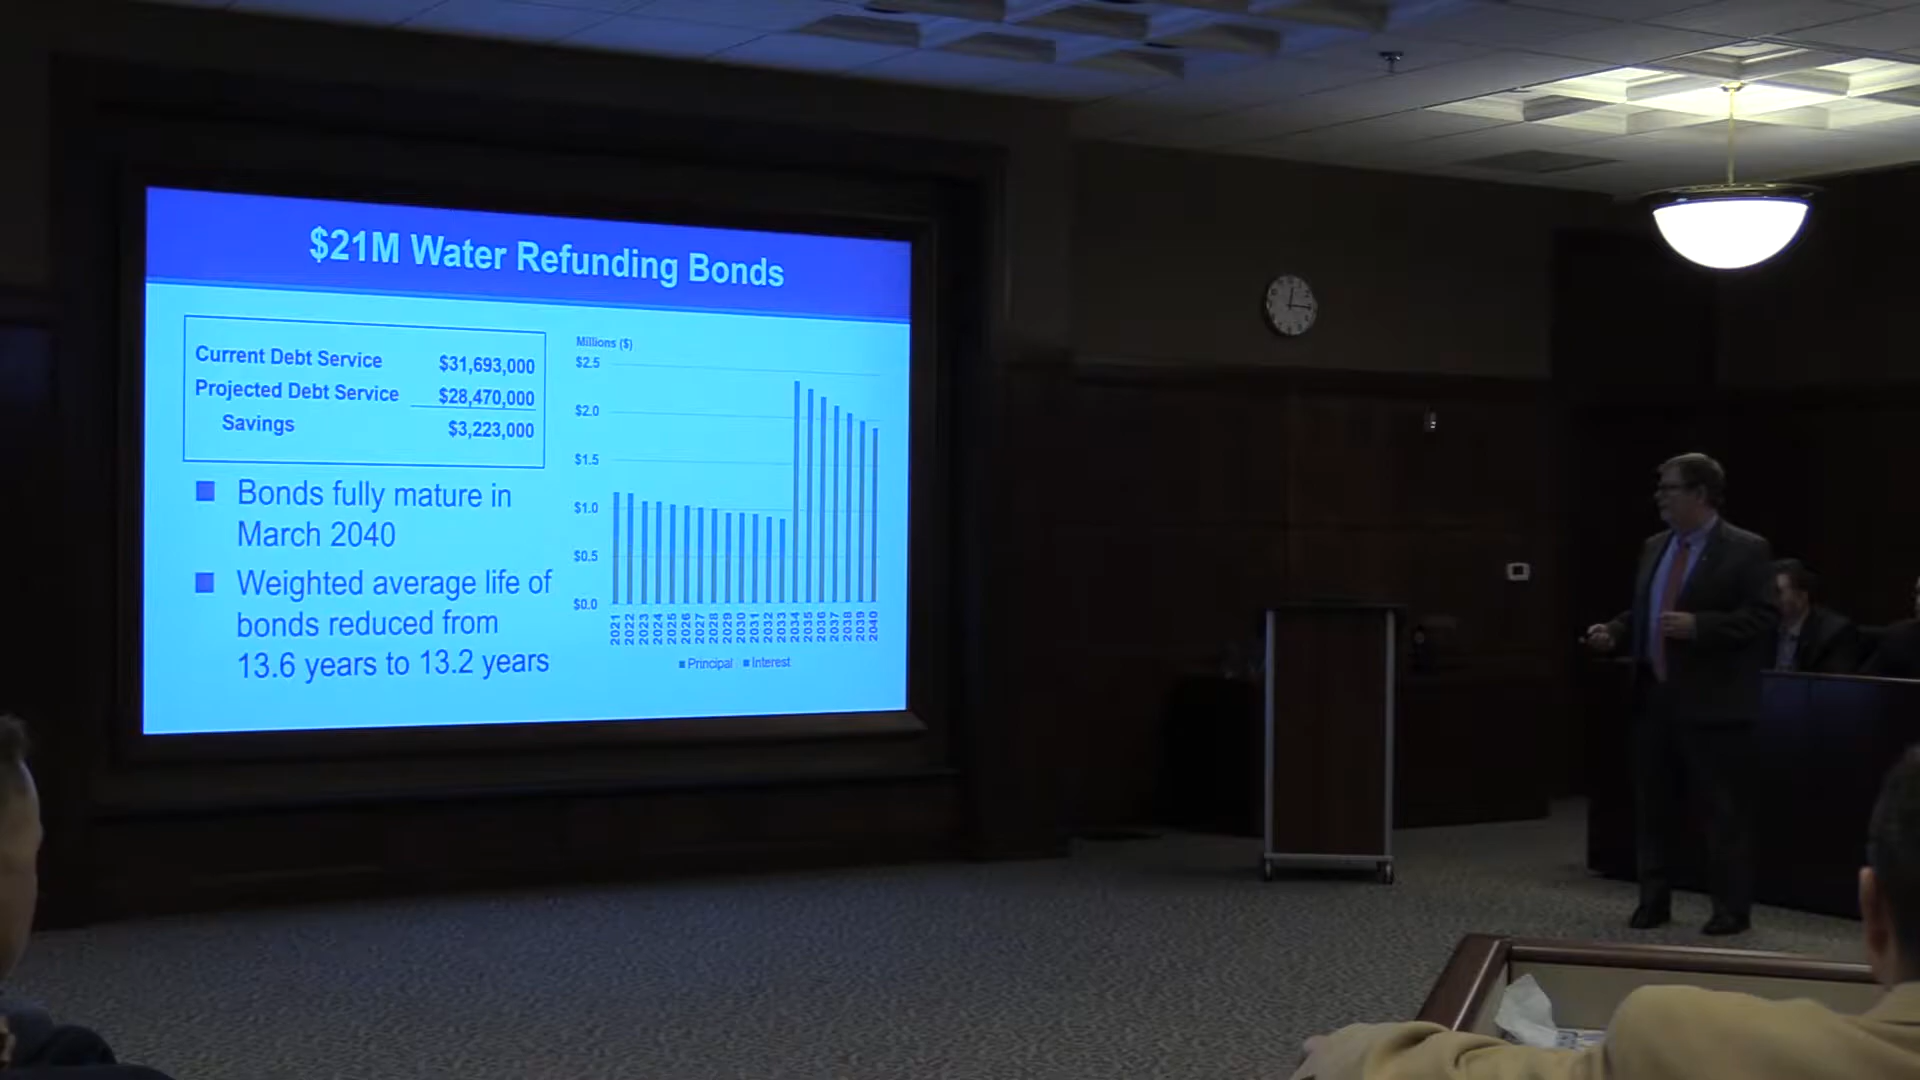 $21M Water Refunding Bonds
Current Debt Service $31,693,000
Projected Debt Service $28,470,000
Savings $3,223,000
Bonds fully mature in
March 2040
Weighted average life of
bonds reduced from
13.6 years to 13.2 years
Millions ($)
$2.5
$2.0
$1.5
$1.0
$0.5
$0.0
2021 2022 2023 2024 2025 2026 2027 2028 2029 2030 2031 2032 2033 2034 2035 2036 2037 2038 2039 2040
Principal Interest